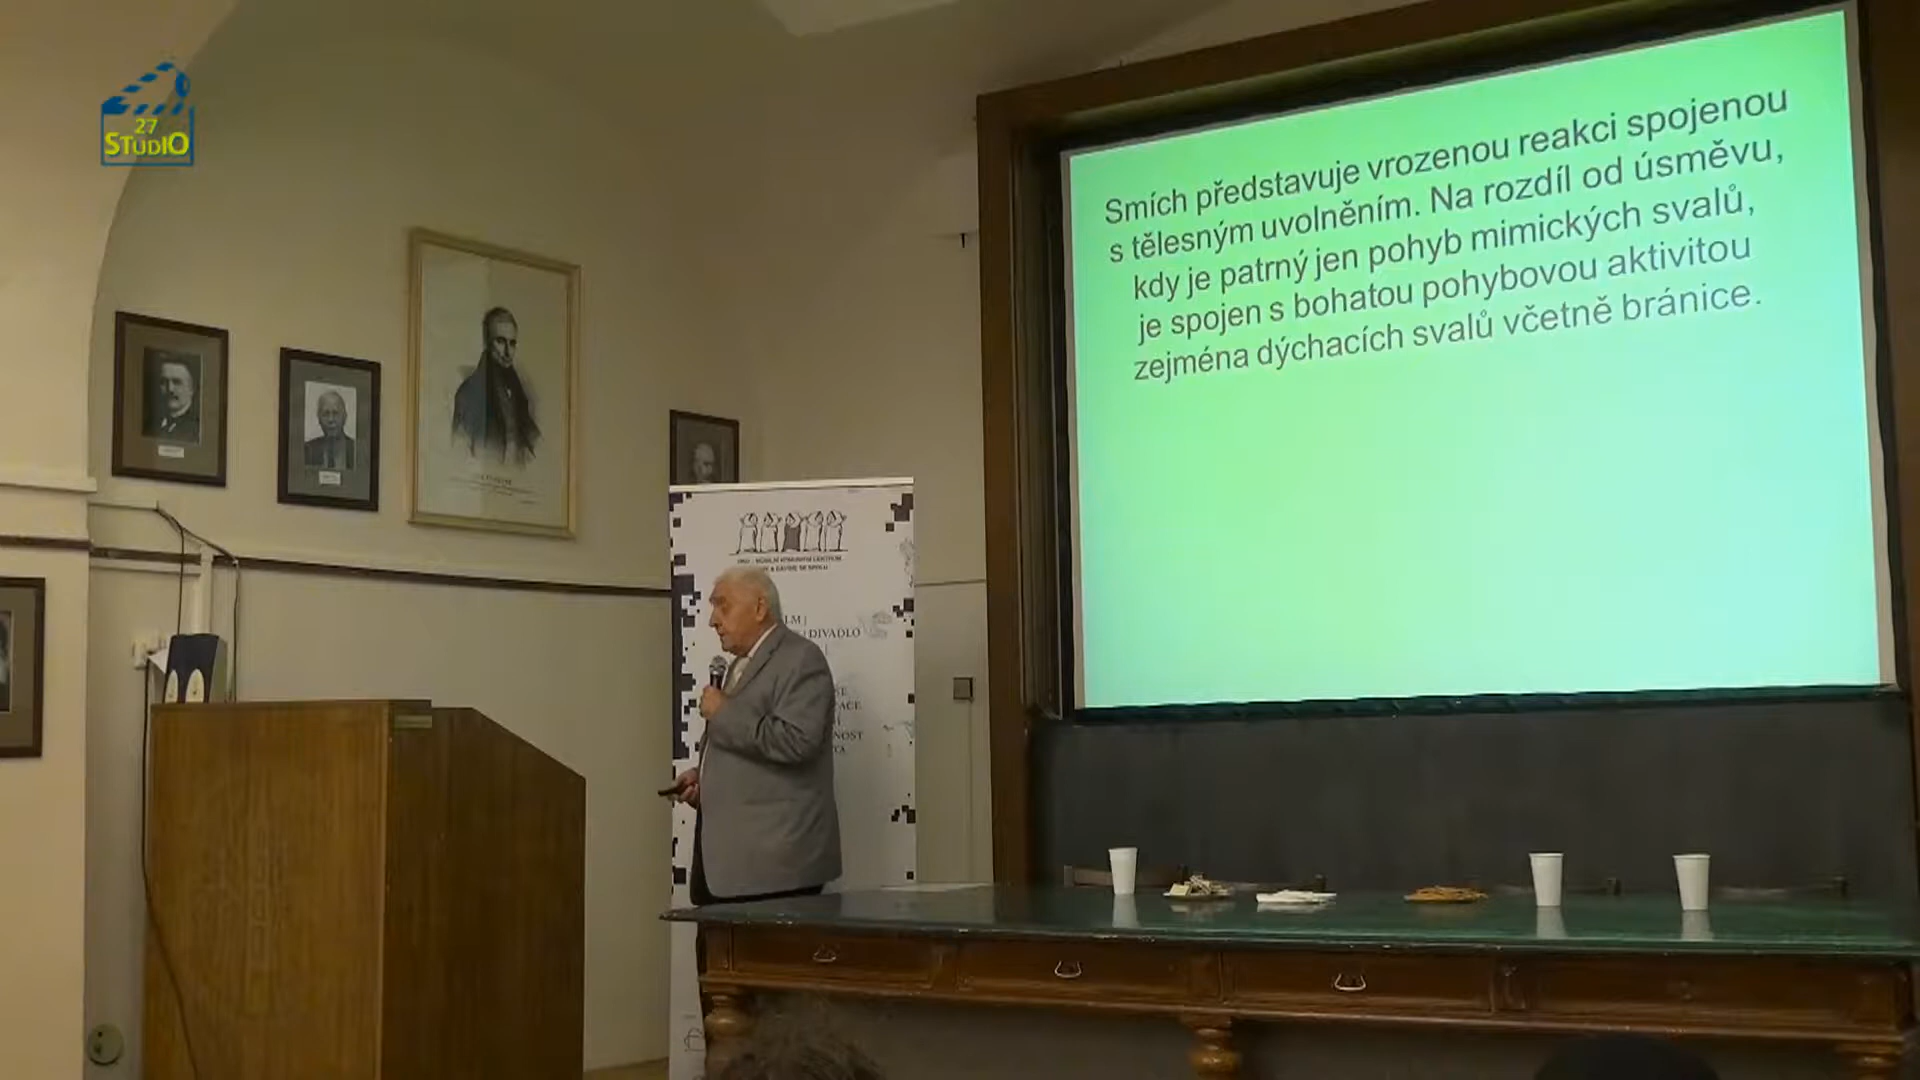 27
STUDIO
Smích představuje vrozenou reakci spojenou
s tělesným uvolněním. Na rozdíl od úsměvu,
kdy je patrný jen pohyb mimických svalů,
je spojen s bohatou pohybovou aktivitou
zejména dýchacích svalů včetně bránice.
DIVADLO